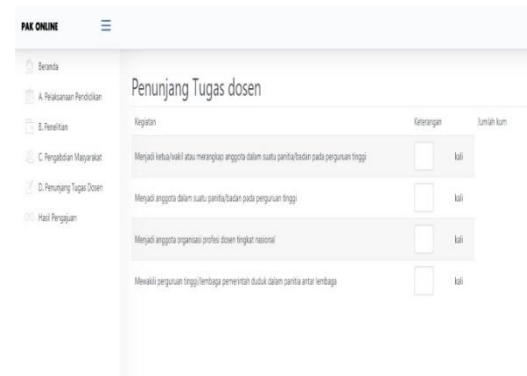 PAK ONLINE
Beranda
A. Pelaksanaan Pendidikan
B. Penelitian
C. Pengabdian Masyarakat
D. Penunjang Tugas Dosen
Hasil Pengajuan
Penunjang Tugas dosen
Kegiatan Keterangan Jumlah kum
Menjadi ketua/wakil atau merangkap anggota dalam suatu panitia/badan pada perguruan tinggi kali
Menjadi anggota dalam suatu panitia/badan pada perguruan tinggi kali
Menjadi anggota organisasi profesi dosen tingkat nasional kali
Mewakili perguruan tinggi/lembaga pemerintah duduk dalam panitia antar lembaga kali